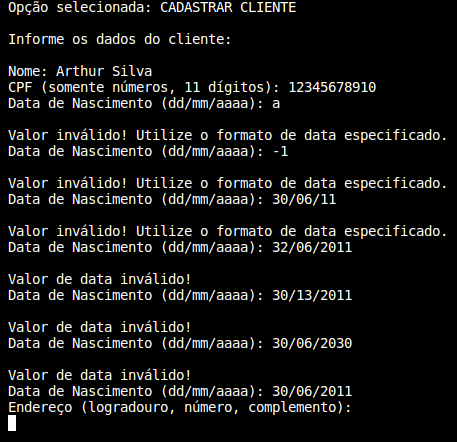 Opção selecionada: CADASTRAR CLIENTE
Informe os dados do cliente:
Nome: Arthur Silva
CPF (somente números, 11 dígitos): 12345678910
Data de Nascimento (dd/mm/aaaa): a
Valor inválido! Utilize o formato de data especificado.
Data de Nascimento (dd/mm/aaaa): -1
Valor inválido! Utilize o formato de data especificado.
Data de Nascimento (dd/mm/aaaa): 30/06/11
Valor inválido! Utilize o formato de data especificado.
Data de Nascimento (dd/mm/aaaa): 32/06/2011
Valor de data inválido!
Data de Nascimento (dd/mm/aaaa): 30/13/2011
Valor de data inválido!
Data de Nascimento (dd/mm/aaaa): 30/06/2030
Valor de data inválido!
Data de Nascimento (dd/mm/aaaa): 30/06/2011
Endereço (logradouro, número, complemento):